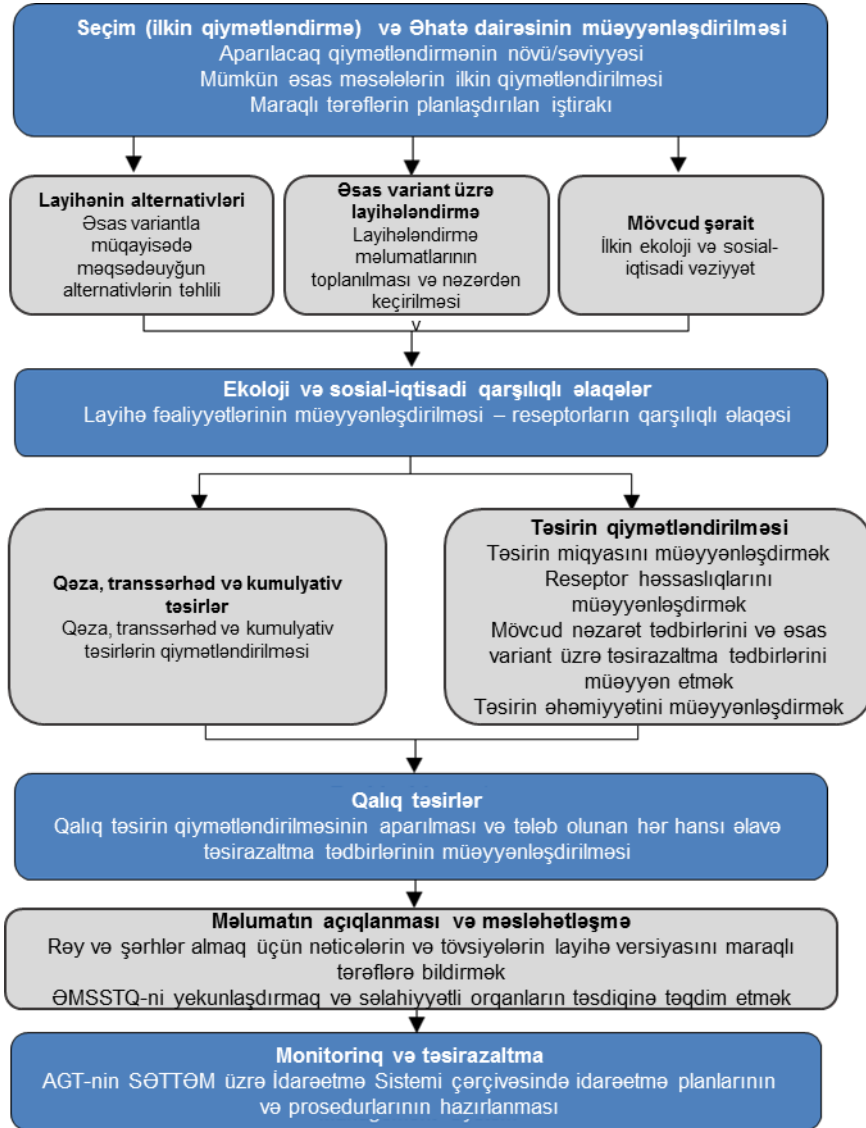 Seçim (ilkin qiymətləndirmə) və Əhatə dairəsinin müəyyənləşdirilməsi
Aparılacaq qiymətləndirmənin növü/səviyyəsi
Mümkün əsas məsələlərin ilkin qiymətləndirilməsi
Maraqlı tərəflərin planlaşdırılan iştirakı
Layihənin alternativləri
Əsas variantla
müqayisədə
məqsədəuyğun
alternativlərin təhlili
Əsas variant üzrə
layihələndirmə
Layihələndirmə
məlumatlarının
toplanılması və nəzərdən
keçirilməsi
v
Mövcud şərait
İlkin ekoloji və sosial-
iqtisadi vəziyyət
Ekoloji və sosial-iqtisadi qarşılıqlı əlaqələr
Layihə fəaliyyətlərinin müəyyənləşdirilməsi – reseptorların qarşılıqlı əlaqəsi
Qəza, transsərhəd və kumulyativ
təsirlər
Qəza, transsərhəd və kumulyativ
təsirlərin qiymətləndirilməsi
Təsirin qiymətləndirilməsi
Təsirin miqyasını müəyyənləşdirmək
Reseptor həssaslıqlarını
müəyyənləşdirmək
Mövcud nəzarət tədbirlərini və əsas
variant üzrə təsirazaltma tədbirlərini
müəyyən etmək
Təsirin əhəmiyyətini müəyyənləşdirmək
Qalıq təsirlər
Qalıq təsirin qiymətləndirilməsinin aparılması və tələb olunan hər hansı əlavə
təsirazaltma tədbirlərinin müəyyənləşdirilməsi
Məlumatın açıqlanması və məsləhətləşmə
Rəy və şərhlər almaq üçün nəticələrin və tövsiyələrin layihə versiyasını maraqlı
tərəflərə bildirmək
ƏMSSTQ-ni yekunlaşdırmaq və səlahiyyətli orqanların təsdiqinə təqdim etmək
Monitorinq və təsirazaltma
AGT-nin SƏTTƏM üzrə İdarəetmə Sistemi çərçivəsində idarəetmə planlarının
və prosedurlarının hazırlanması